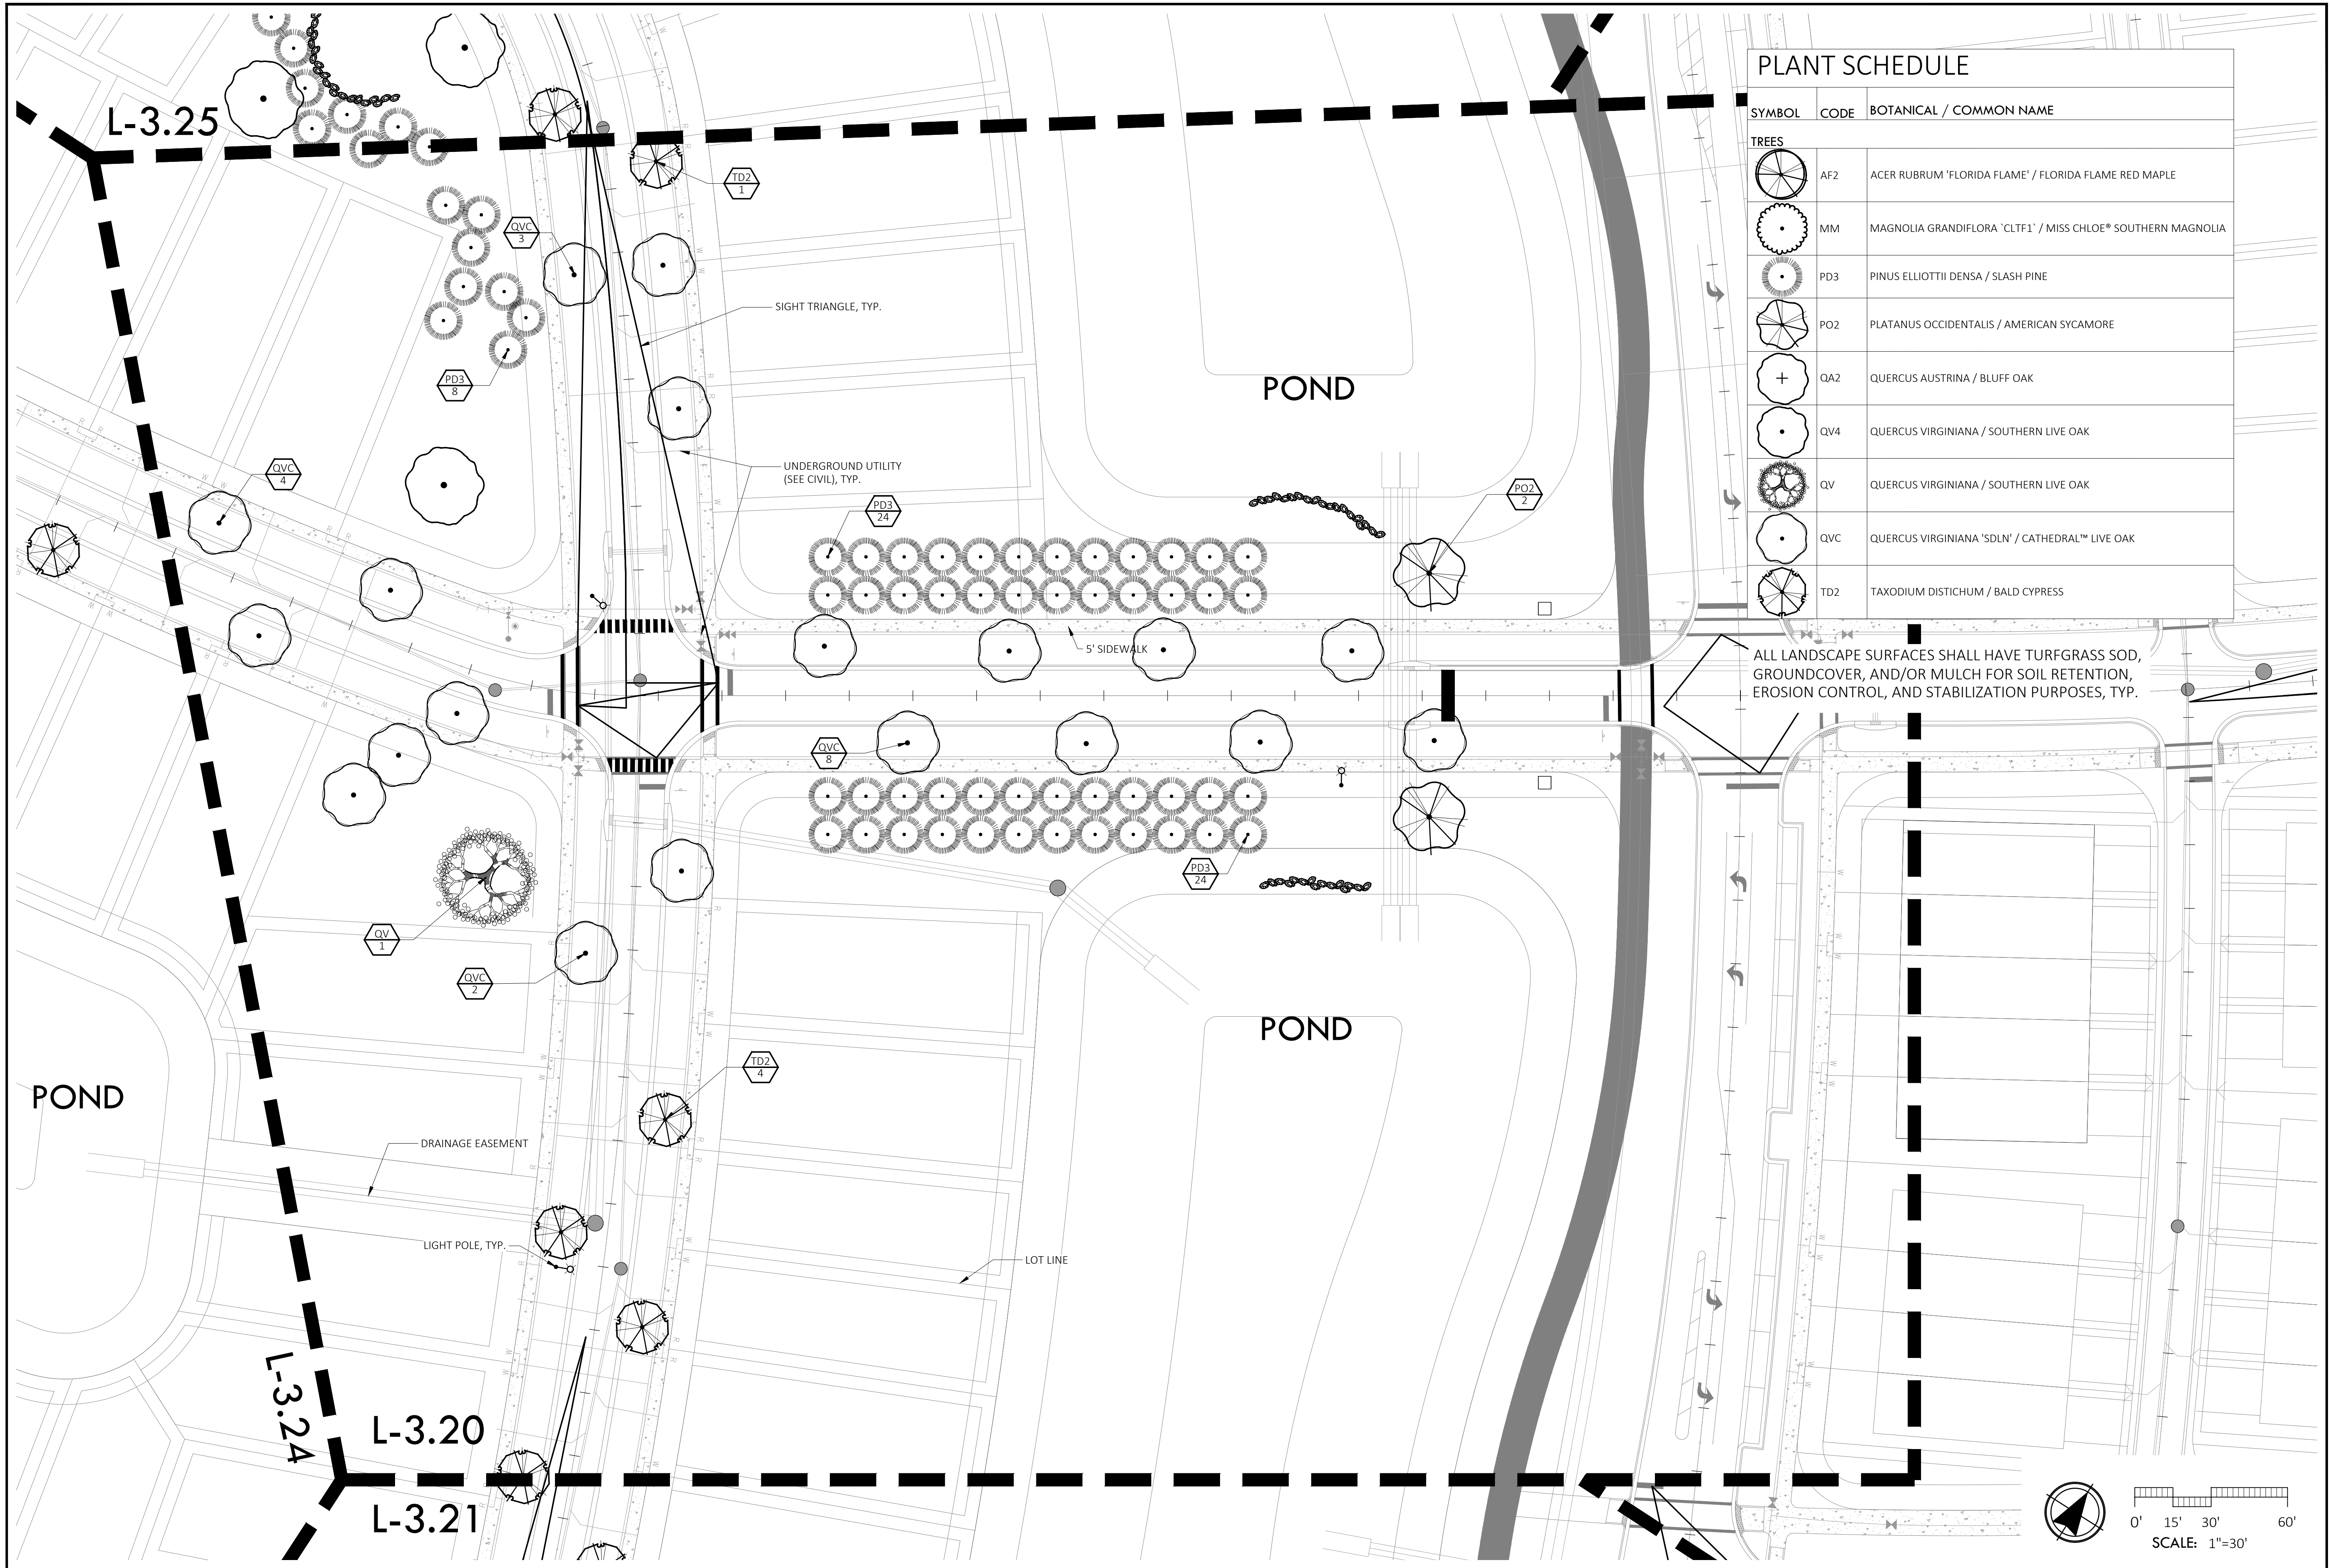 PLANT SCHEDULE
SYMBOL CODE BOTANICAL / COMMON NAME
TREES
AF2 ACER RUBRUM 'FLORIDA FLAME' / FLORIDA FLAME RED MAPLE
MM MAGNOLIA GRANDIFLORA `CLTF1` / MISS CHLOE® SOUTHERN MAGNOLIA
PD3 PINUS ELLIOTTII DENSA / SLASH PINE
PO2 PLATANUS OCCIDENTALIS / AMERICAN SYCAMORE
QA2 QUERCUS AUSTRINA / BLUFF OAK
QV4 QUERCUS VIRGINIANA / SOUTHERN LIVE OAK
QV QUERCUS VIRGINIANA / SOUTHERN LIVE OAK
QVC QUERCUS VIRGINIANA 'SDLN' / CATHEDRAL™ LIVE OAK
TD2 TAXODIUM DISTICHUM / BALD CYPRESS
ALL LANDSCAPE SURFACES SHALL HAVE TURFGRASS SOD,
GROUNDCOVER, AND/OR MULCH FOR SOIL RETENTION,
EROSION CONTROL, AND STABILIZATION PURPOSES, TYP.
L-3.25
TD2
1
QVC
3
SIGHT TRIANGLE, TYP.
PD3
8
POND
QVC
4
UNDERGROUND UTILITY
(SEE CIVIL), TYP.
PD3
24
PO2
2
5' SIDEWALK
QVC
8
PD3
24
QV
1
QVC
2
POND
TD2
4
POND
DRAINAGE EASEMENT
LIGHT POLE, TYP.
LOT LINE
L-3.24
L-3.20
L-3.21
0' 15' 30' 60'
SCALE: 1"=30'